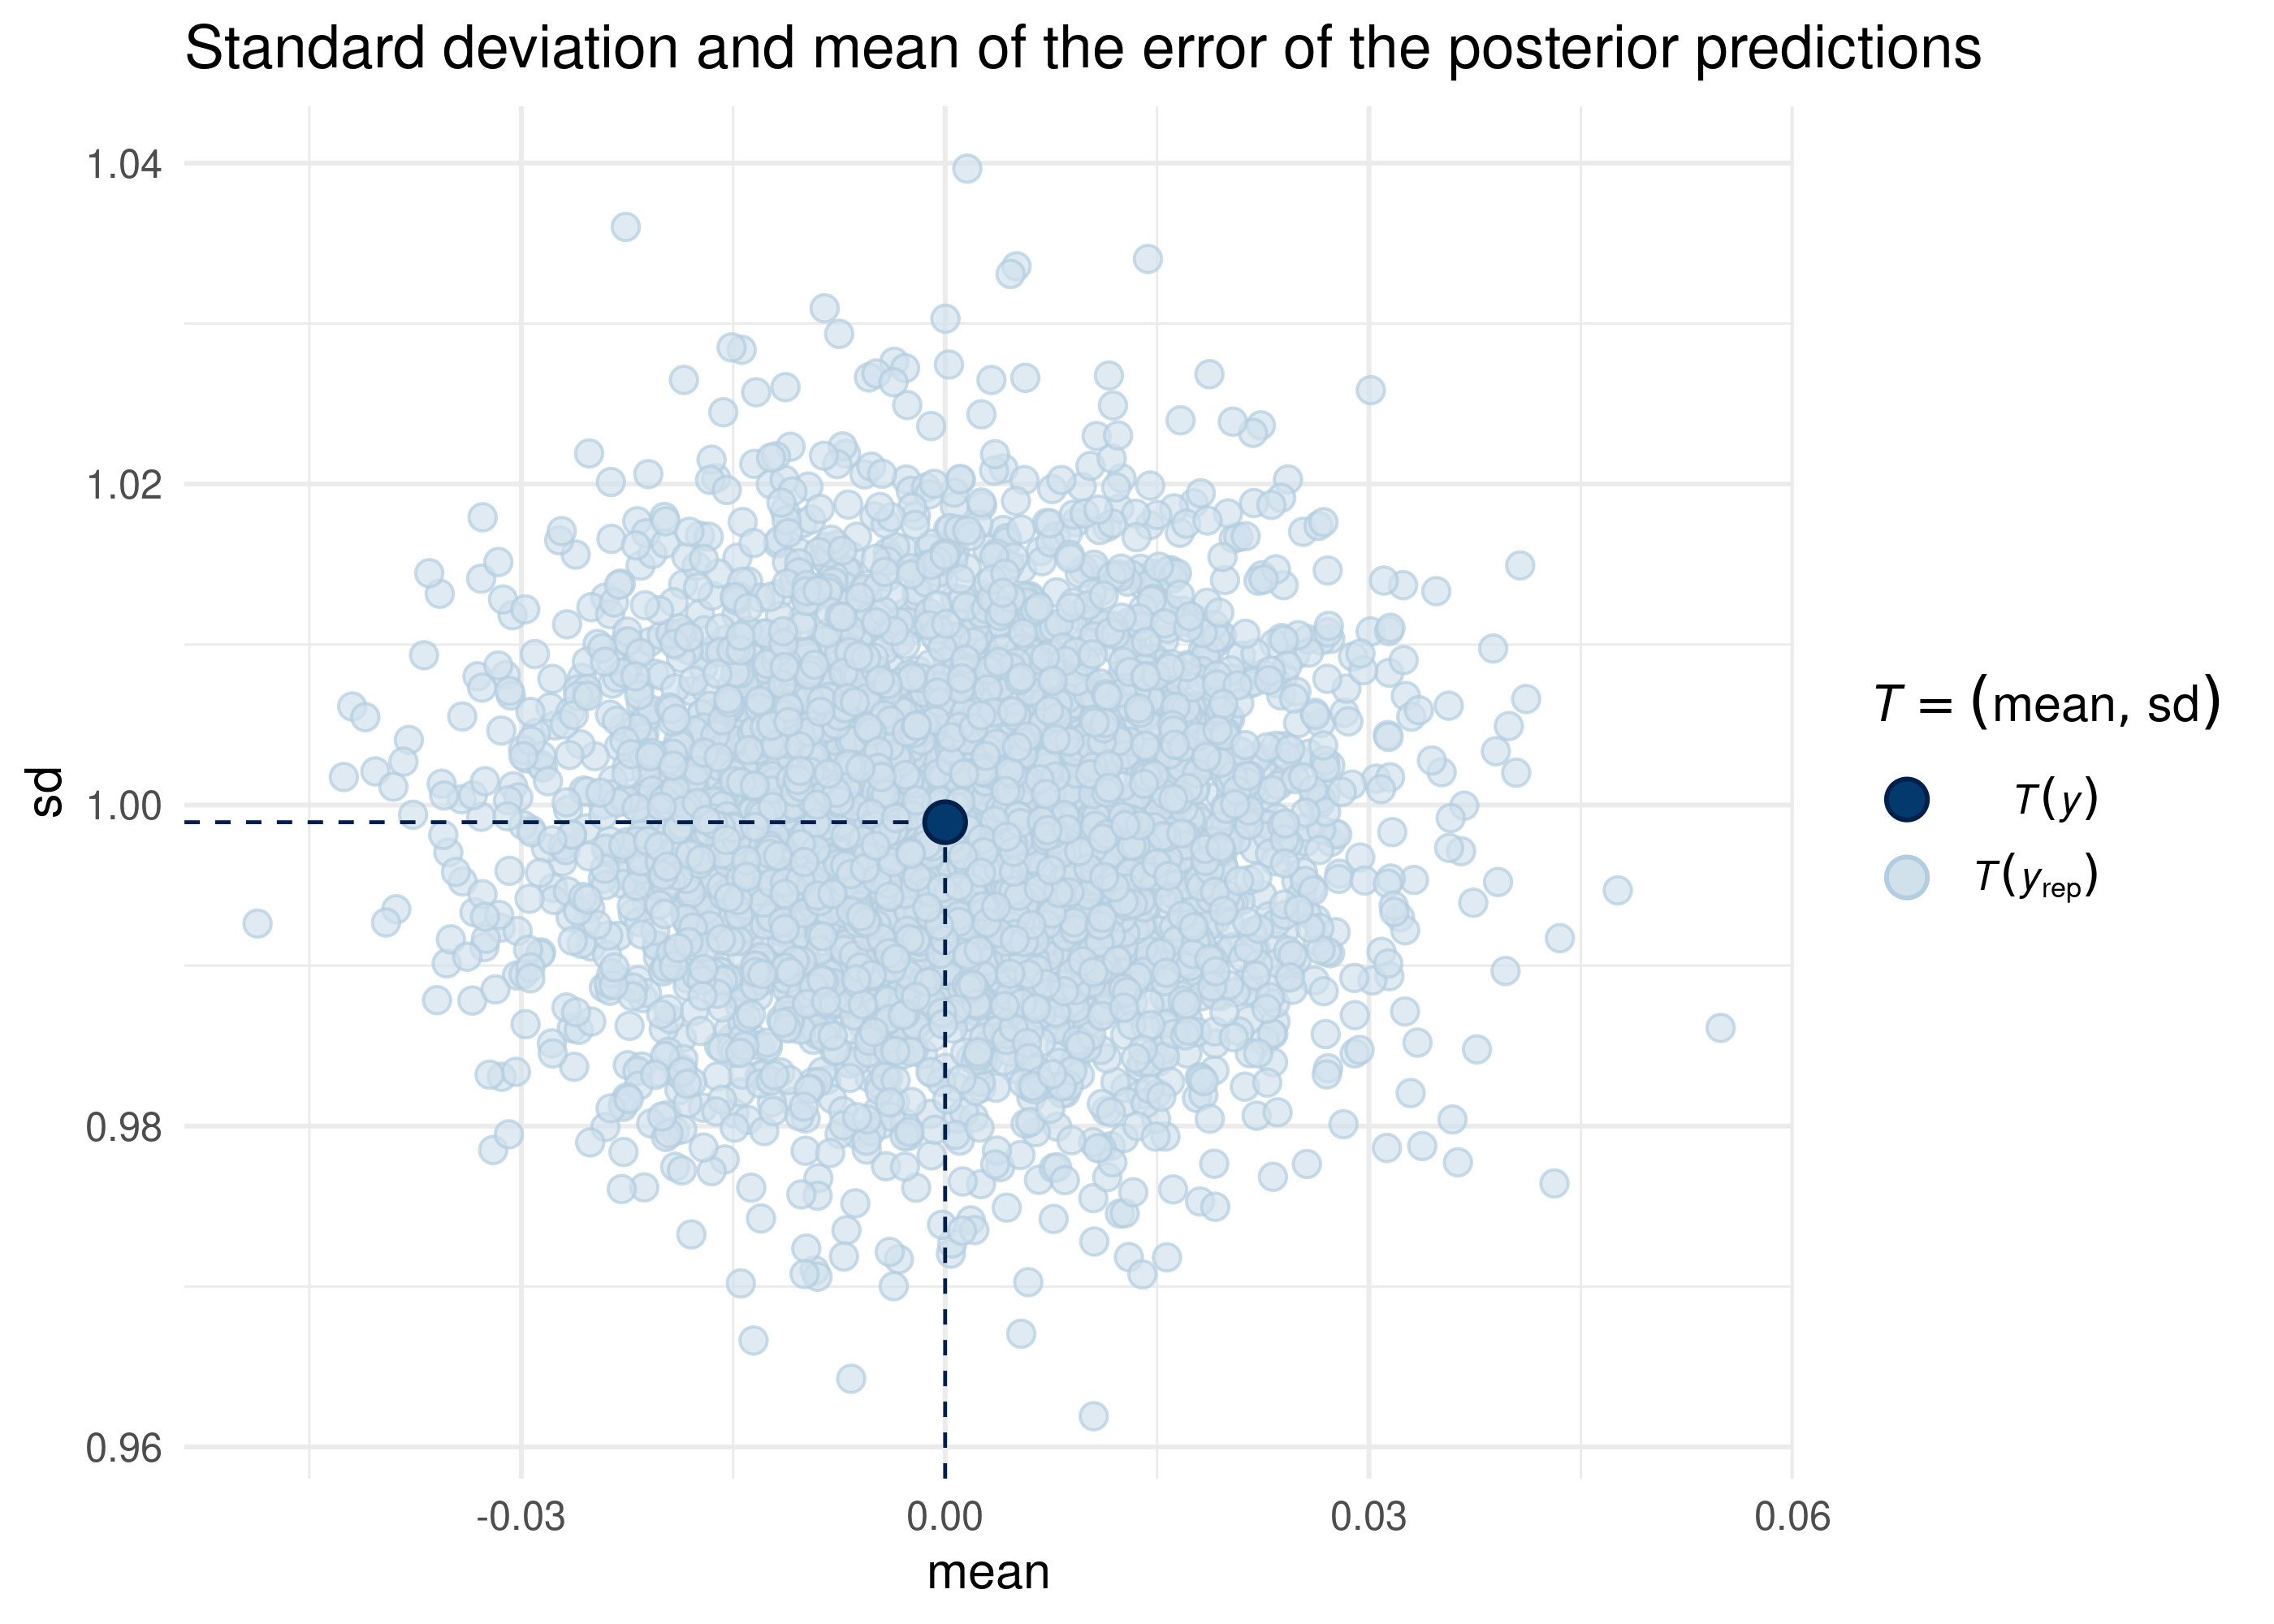 Standard deviation and mean of the error of the posterior predictions
1.04
1.02
1.00
0.98
0.96
sd
-0.03 0.00 0.03 0.06
mean
T = (mean, sd)
T(y)
T(yrep)